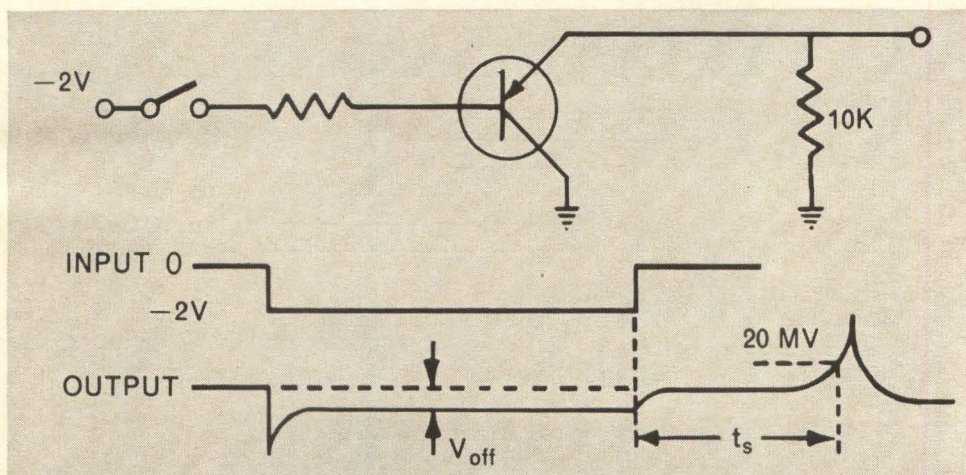 −2V
10K
INPUT 0
−2V
20 MV
OUTPUT
V_off
t_s